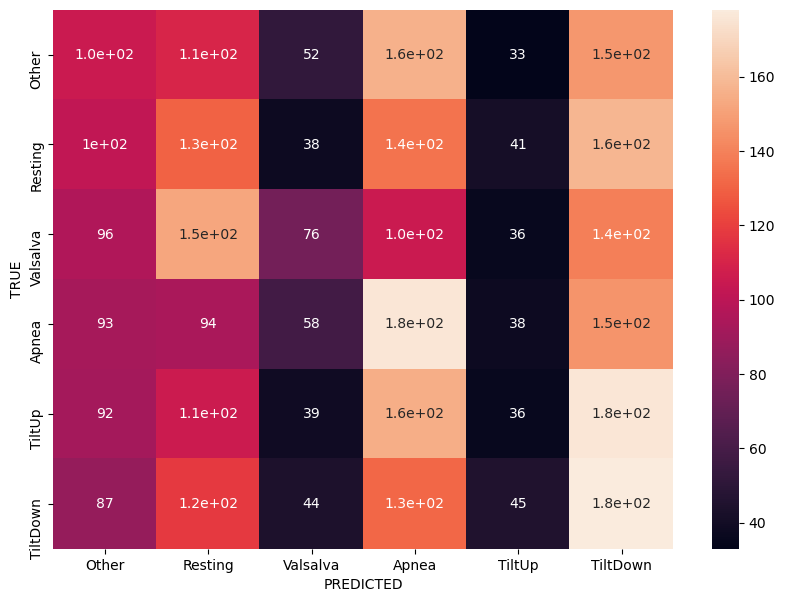 Other 1.0e+02 1.1e+02 52 1.6e+02 33 1.5e+02
Resting 1e+02 1.3e+02 38 1.4e+02 41 1.6e+02
Valsalva 96 1.5e+02 76 1.0e+02 36 1.4e+02
Apnea 93 94 58 1.8e+02 38 1.5e+02
TiltUp 92 1.1e+02 39 1.6e+02 36 1.8e+02
TiltDown 87 1.2e+02 44 1.3e+02 45 1.8e+02
TRUE
Other Resting Valsalva Apnea TiltUp TiltDown
PREDICTED
160
140
120
100
80
60
40